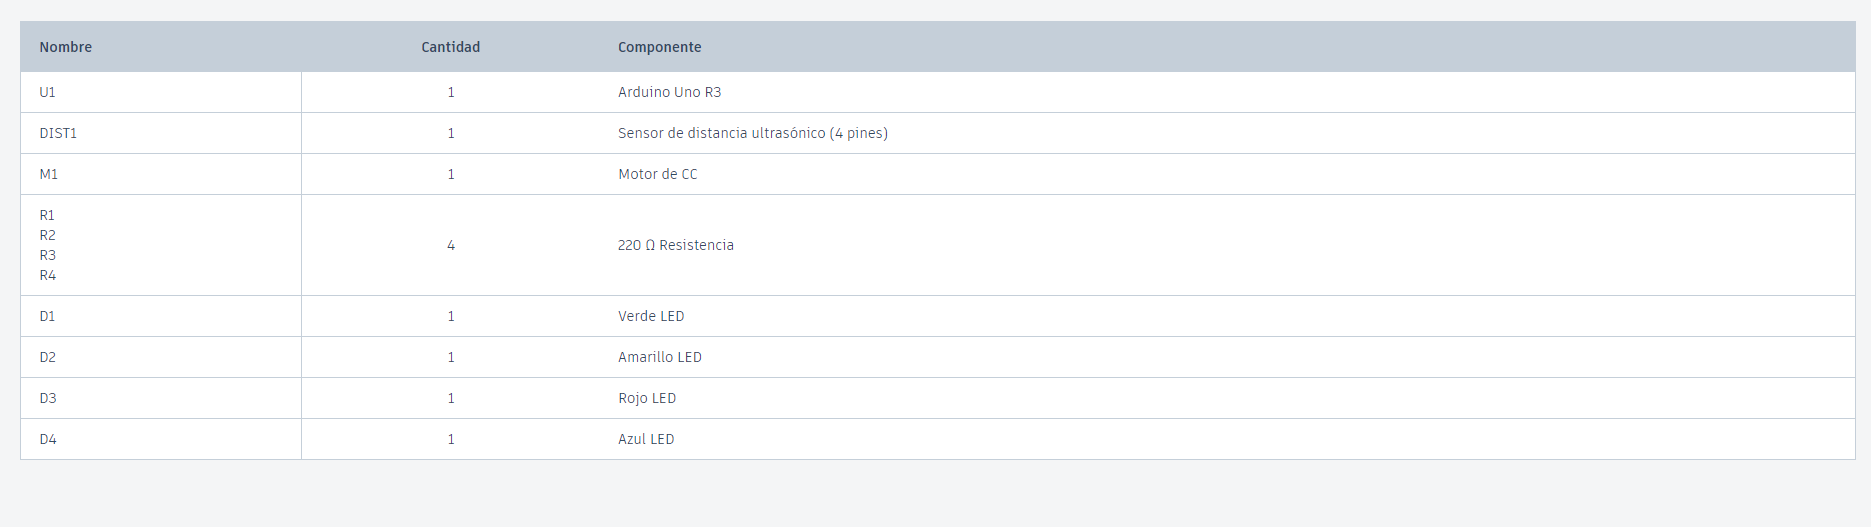 Nombre Cantidad Componente
U1 1 Arduino Uno R3
DIST1 1 Sensor de distancia ultrasónico (4 pines)
M1 1 Motor de CC
R1
R2
R3
R4
4 220 Ω Resistencia
D1 1 Verde LED
D2 1 Amarillo LED
D3 1 Rojo LED
D4 1 Azul LED